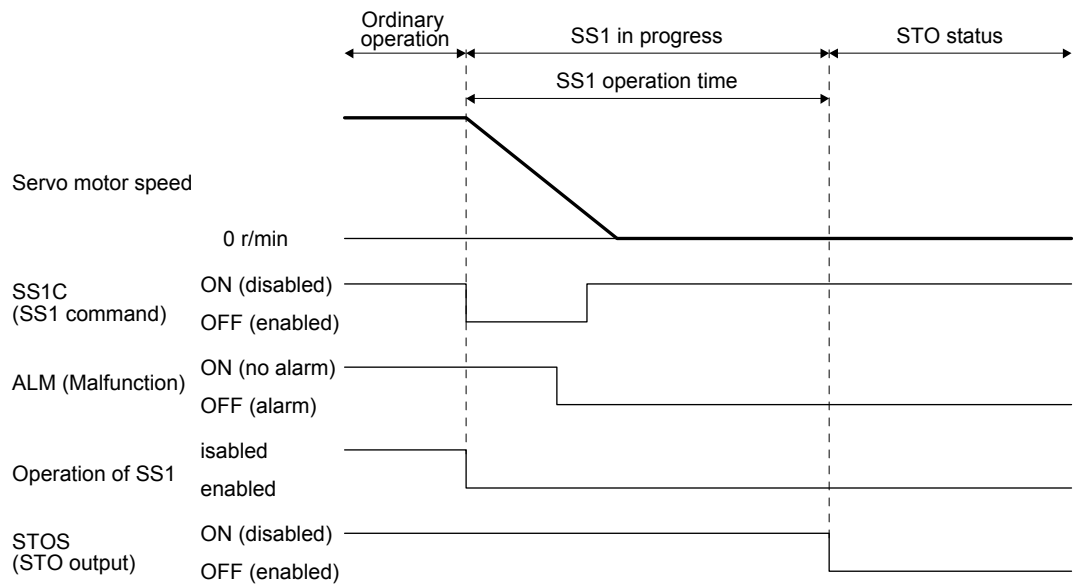 Ordinary
operation
SS1 in progress
STO status
SS1 operation time
Servo motor speed
0 r/min
SS1C
(SS1 command)
ON (disabled)
OFF (enabled)
ALM (Malfunction)
ON (no alarm)
OFF (alarm)
Operation of SS1
isabled
enabled
STOS
(STO output)
ON (disabled)
OFF (enabled)